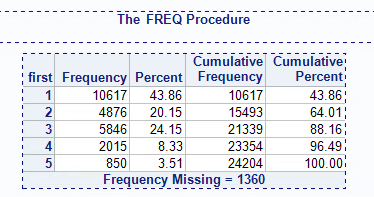 The FREQ Procedure
Cumulative Cumulative
first Frequency Percent Frequency Percent
1 10617 43.86 10617 43.86
2 4876 20.15 15493 64.01
3 5846 24.15 21339 88.16
4 2015 8.33 23354 96.49
5 850 3.51 24204 100.00
Frequency Missing = 1360